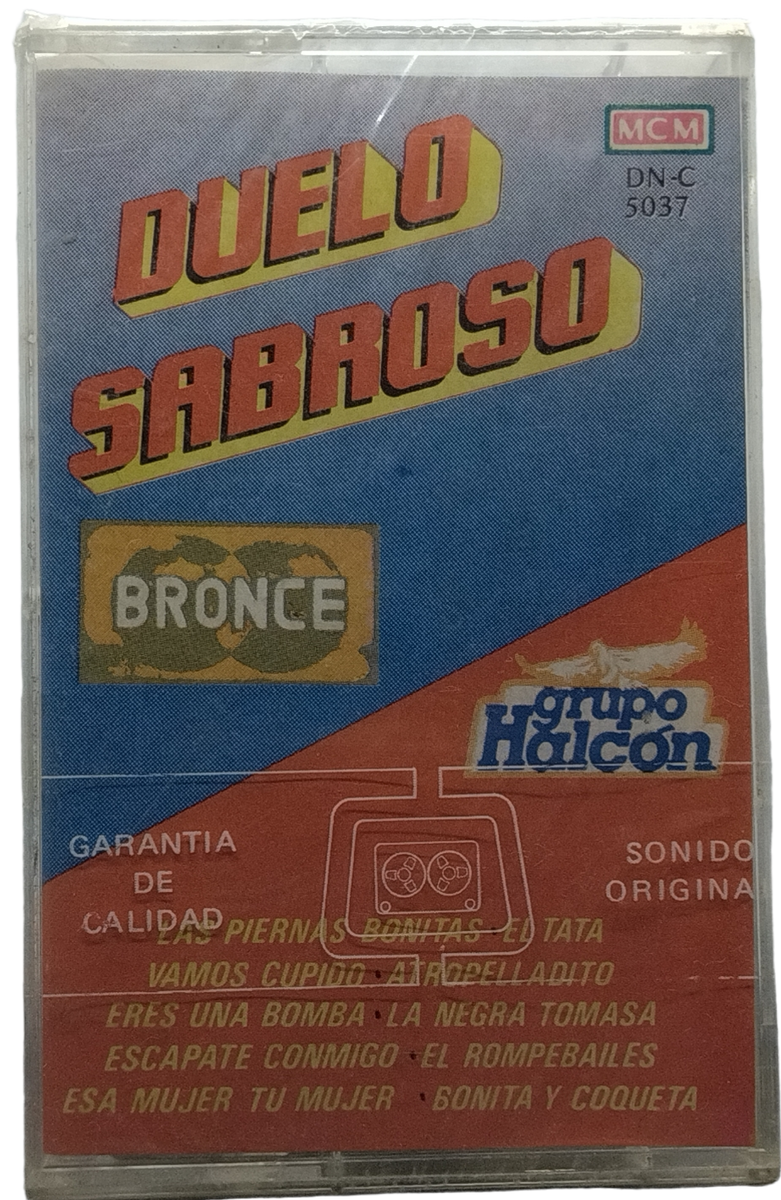 DUELO
SABROSO
MCM
DN-C
5037
BRONCE
grupo
Halcón
GARANTIA
DE
CALIDAD
SONIDO
ORIGINA
LAS PIERNAS BONITAS · EL TATA
VAMOS CUPIDO · ATROPELLADITO
ERES UNA BOMBA · LA NEGRA TOMASA
ESCAPATE CONMIGO · EL ROMPEBAILES
ESA MUJER TU MUJER · BONITA Y COQUETA